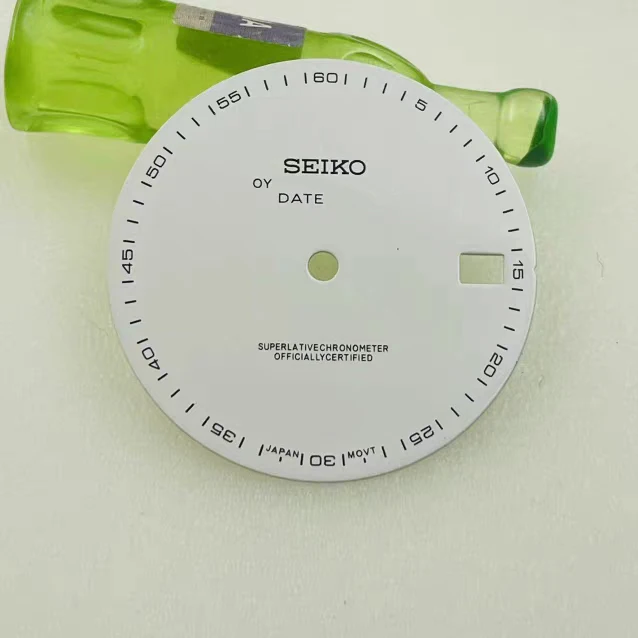 60
5
10
15
20
25
MOVT
30
JAPAN
35
40
45
50
55
SEIKO
OY
DATE
SUPERLATIVECHRONOMETER
OFFICIALLYCERTIFIED
A